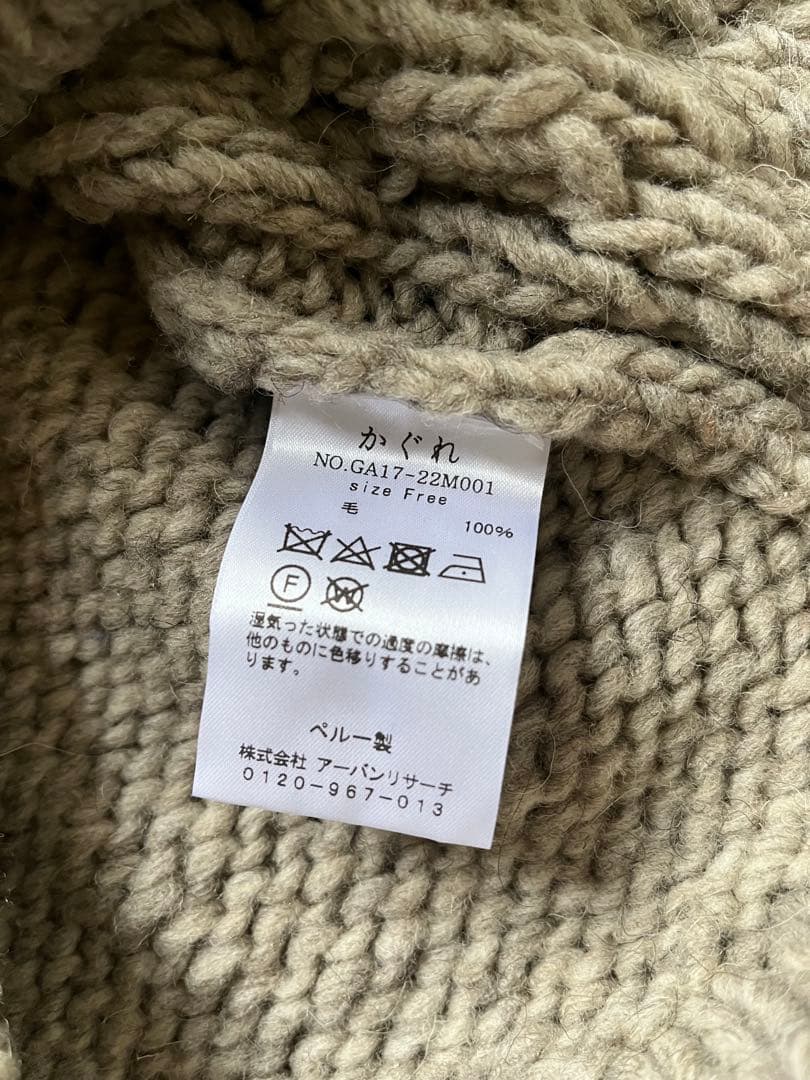 かぐれ
NO.GA17-22M001
size Free
毛 100%
F W
湿気った状態での過度の摩擦は、
他のものに色移りすることがあ
ります。
ペルー製
株式会社 アーバンリサーチ
0120-967-013